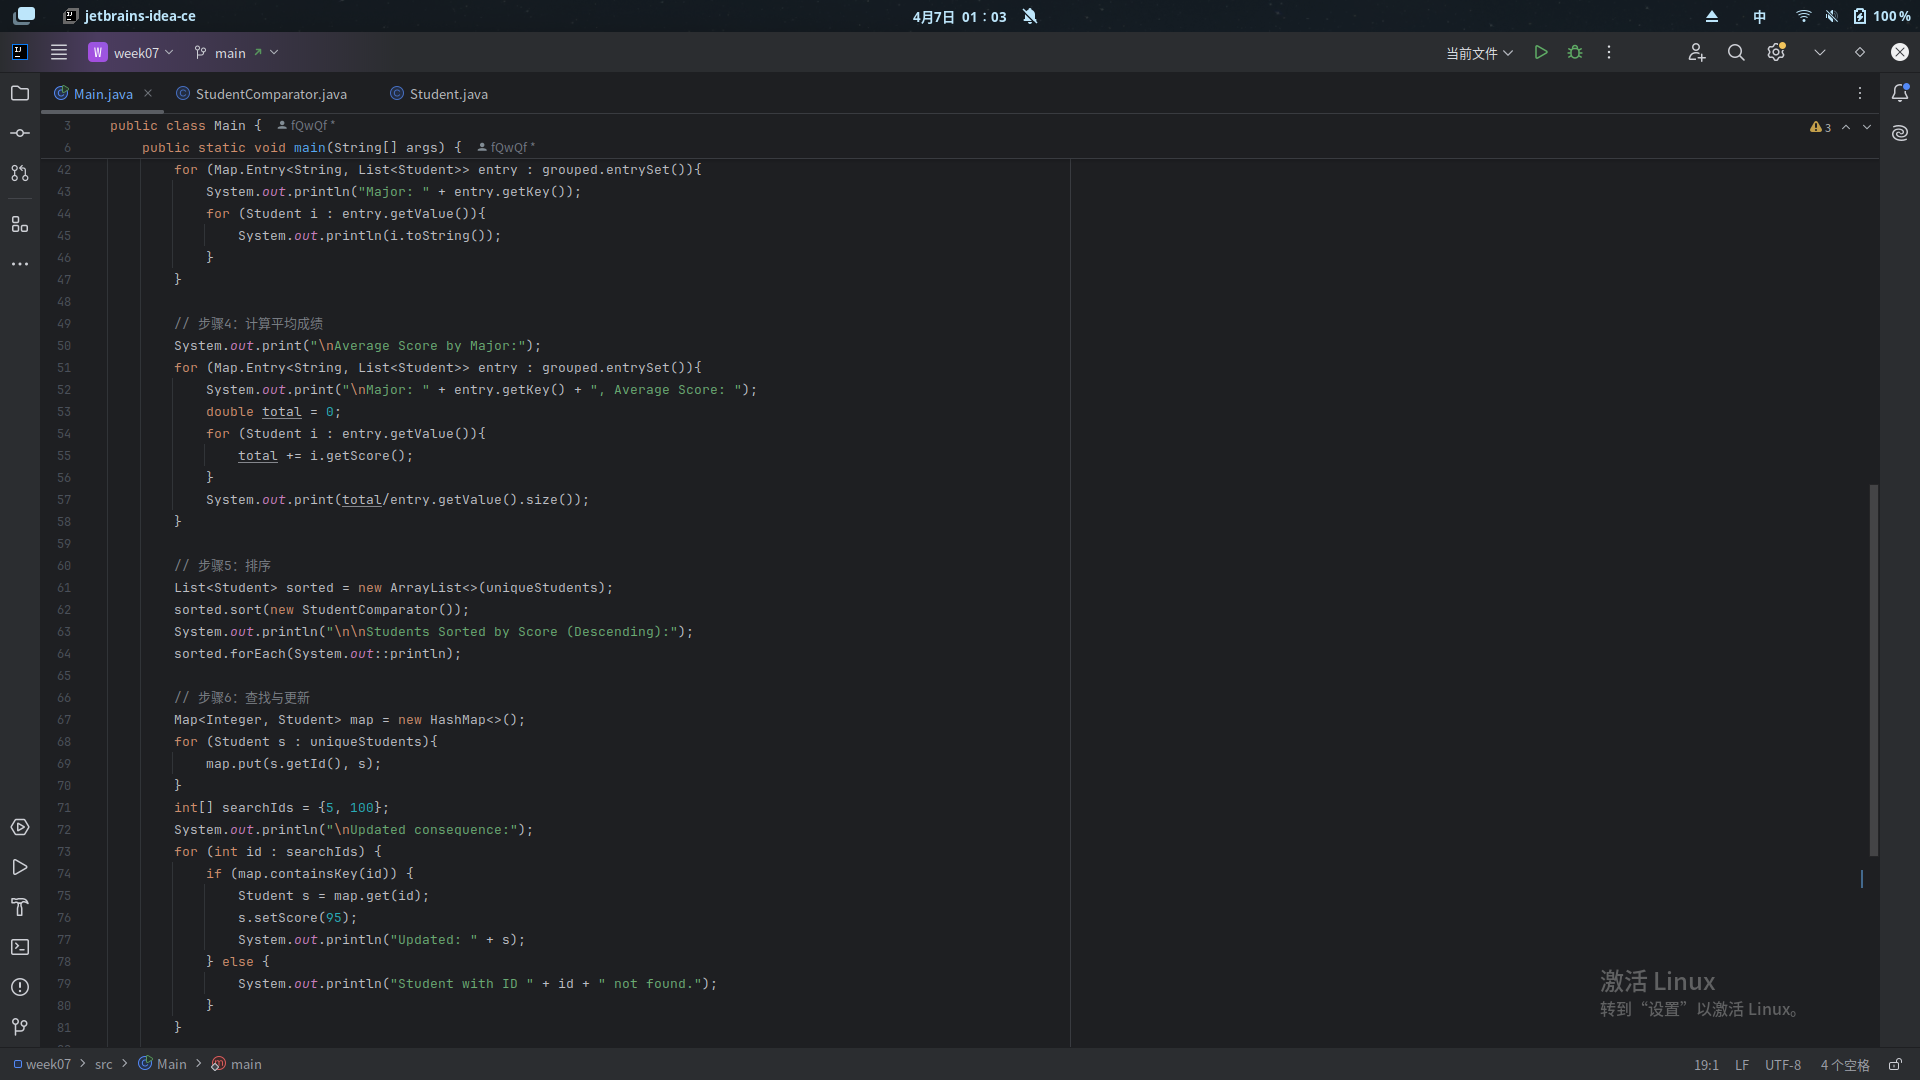 jetbrains-idea-ce
4月7日 01：03
中
100%
W week07
main
当前文件
Main.java
StudentComparator.java
Student.java
3 public class Main { fQwQf *
3
6 public static void main(String[] args) { fQwQf *
42 for (Map.Entry<String, List<Student>> entry : grouped.entrySet()){
43 System.out.println("Major: " + entry.getKey());
44 for (Student i : entry.getValue()){
45 System.out.println(i.toString());
46 }
47 }
48
49 // 步骤4：计算平均成绩
50 System.out.print("\nAverage Score by Major:");
51 for (Map.Entry<String, List<Student>> entry : grouped.entrySet()){
52 System.out.print("\nMajor: " + entry.getKey() + ", Average Score: ");
53 double total = 0;
54 for (Student i : entry.getValue()){
55 total += i.getScore();
56 }
57 System.out.print(total/entry.getValue().size());
58 }
59
60 // 步骤5：排序
61 List<Student> sorted = new ArrayList<>(uniqueStudents);
62 sorted.sort(new StudentComparator());
63 System.out.println("\n\nStudents Sorted by Score (Descending):");
64 sorted.forEach(System.out::println);
65
66 // 步骤6：查找与更新
67 Map<Integer, Student> map = new HashMap<>();
68 for (Student s : uniqueStudents){
69 map.put(s.getId(), s);
70 }
71 int[] searchIds = {5, 100};
72 System.out.println("\nUpdated consequence:");
73 for (int id : searchIds) {
74 if (map.containsKey(id)) {
75 Student s = map.get(id);
76 s.setScore(95);
77 System.out.println("Updated: " + s);
78 } else {
79 System.out.println("Student with ID " + id + " not found.");
80 }
81 }
激活 Linux
转到“设置”以激活 Linux。
week07 > src > Main > main
19:1 LF UTF-8 4 个空格